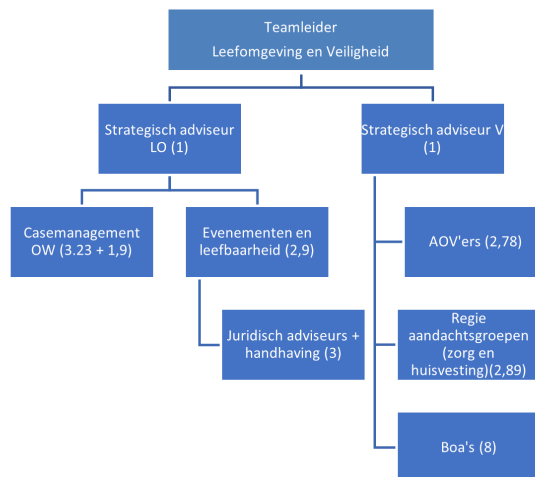 Teamleider
Leefomgeving en Veiligheid
Strategisch adviseur
LO (1)
Strategisch adviseur V
(1)
Casemanagement
OW (3.23 + 1,9)
Evenementen en
leefbaarheid (2,9)
Juridisch adviseurs +
handhaving (3)
AOV'ers (2,78)
Regie
aandachtsgroepen
(zorg en
huisvesting)(2,89)
Boa's (8)